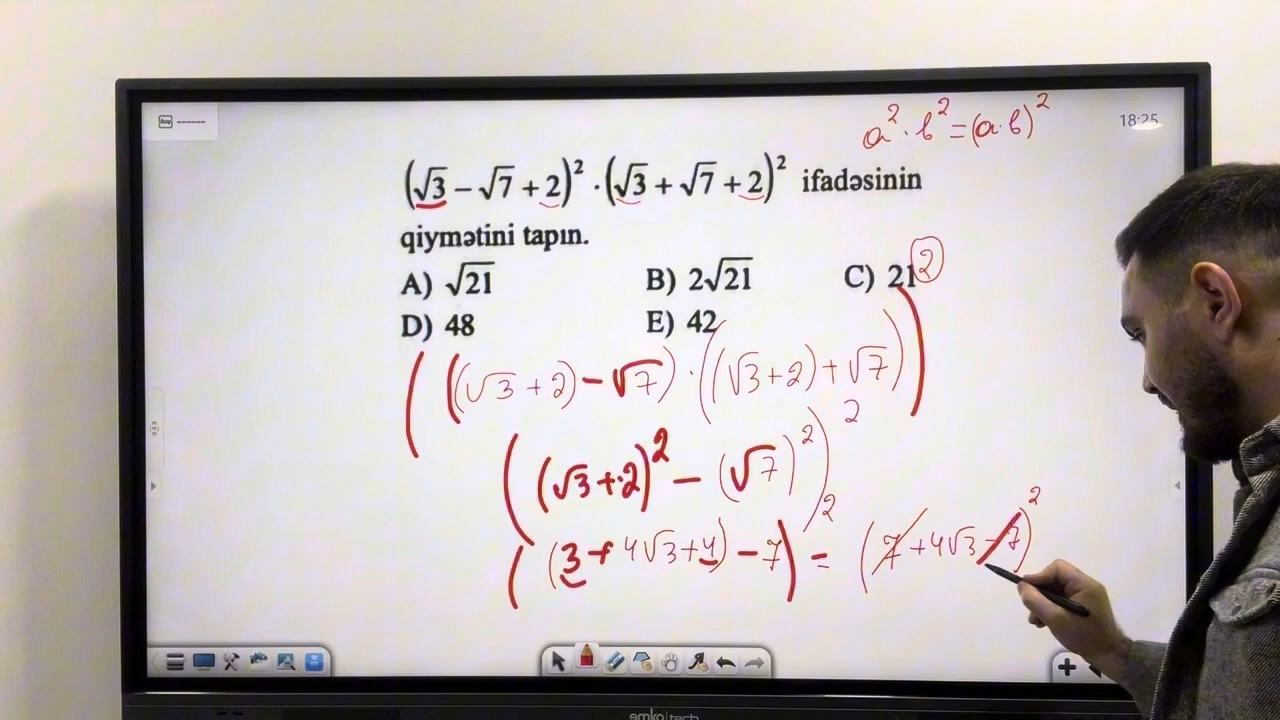 a² · b² = (a·b)²
18:25
(√3 − √7 + 2)² · (√3 + √7 + 2)² ifadəsinin
qiymətini tapın.
A) √21 B) 2√21 C) 21
D) 48 E) 42
(((√3 + 2) − √7) · ((√3 + 2) + √7))²
((√3 + 2)² − (√7)²)²
((3 + 4√3 + 4) − 7)² = (7 + 4√3 − 7)²